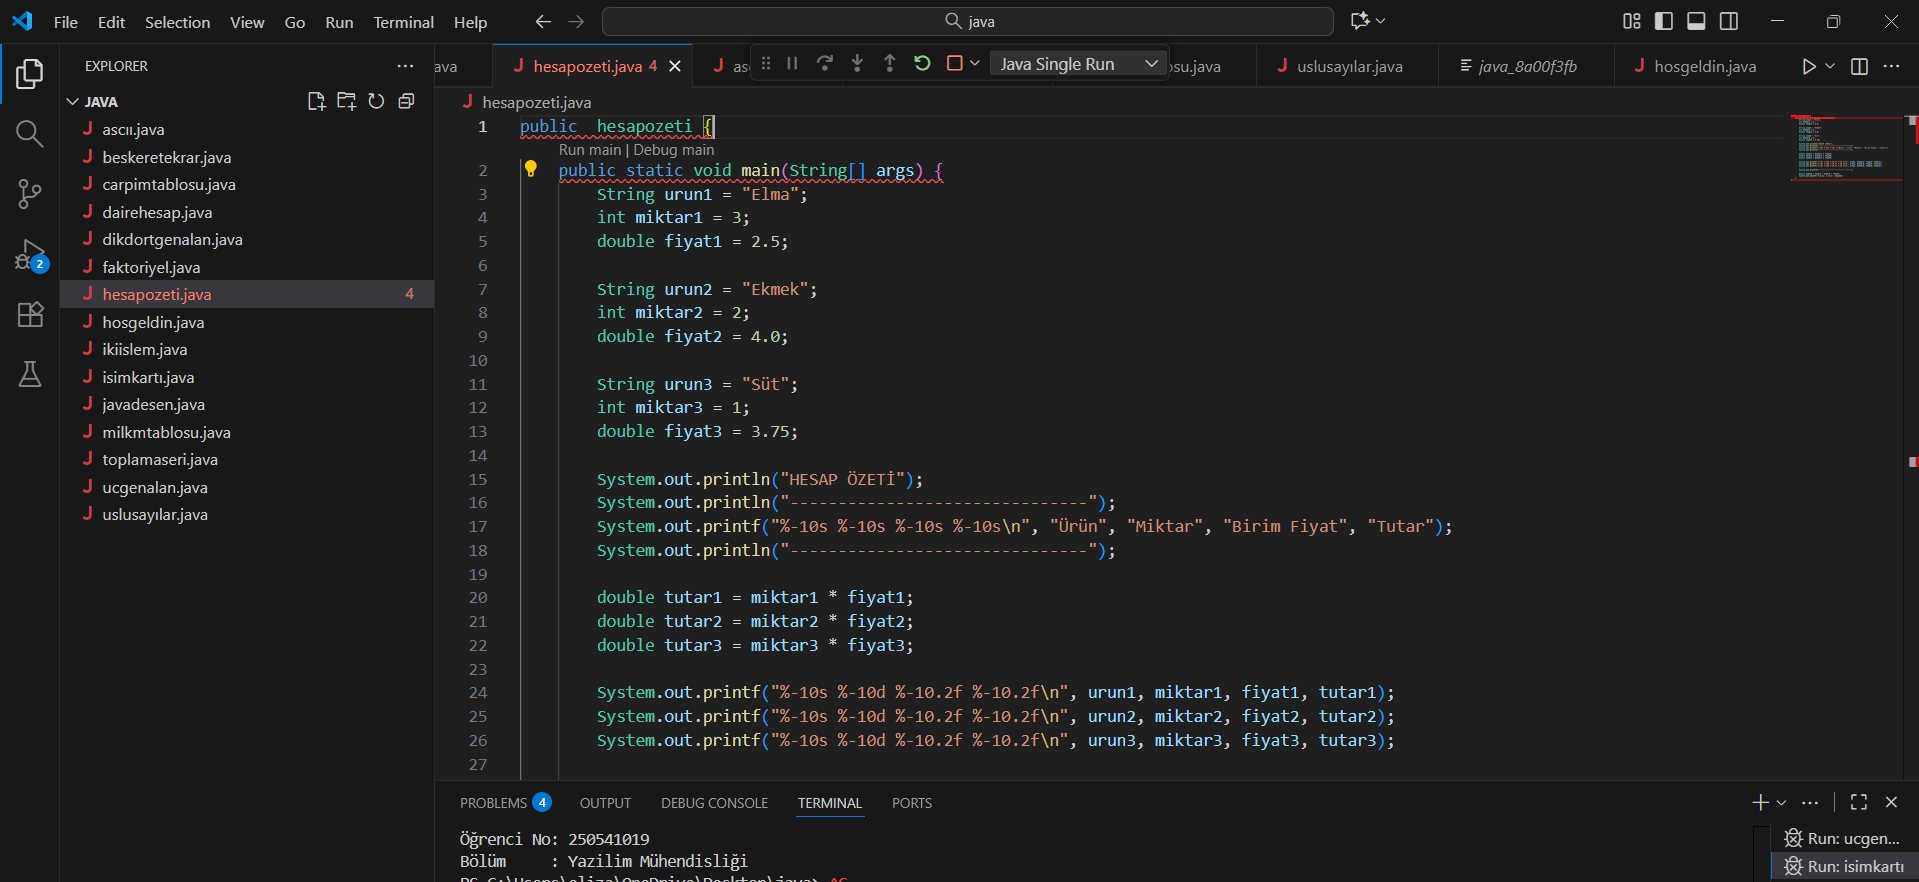 File Edit Selection View Go Run Terminal Help
java
EXPLORER
JAVA
ascıı.java
beskeretekrar.java
carpimtablosu.java
dairehesap.java
dikdortgenalan.java
faktoriyel.java
hesapozeti.java 4
hosgeldin.java
ikiislem.java
isimkartı.java
javadesen.java
milkmtablosu.java
toplamaseri.java
ucgenalan.java
uslusayılar.java
2
ava
hesapozeti.java 4
as
Java Single Run
osu.java
uslusayılar.java
java_8a00f3fb
hosgeldin.java
hesapozeti.java
1 public  hesapozeti {
Run main | Debug main
2 public static void main(String[] args) {
3 String urun1 = "Elma";
4 int miktar1 = 3;
5 double fiyat1 = 2.5;
6
7 String urun2 = "Ekmek";
8 int miktar2 = 2;
9 double fiyat2 = 4.0;
10
11 String urun3 = "Süt";
12 int miktar3 = 1;
13 double fiyat3 = 3.75;
14
15 System.out.println("HESAP ÖZETİ");
16 System.out.println("-------------------------------");
17 System.out.printf("%-10s %-10s %-10s %-10s\n", "Ürün", "Miktar", "Birim Fiyat", "Tutar");
18 System.out.println("-------------------------------");
19
20 double tutar1 = miktar1 * fiyat1;
21 double tutar2 = miktar2 * fiyat2;
22 double tutar3 = miktar3 * fiyat3;
23
24 System.out.printf("%-10s %-10d %-10.2f %-10.2f\n", urun1, miktar1, fiyat1, tutar1);
25 System.out.printf("%-10s %-10d %-10.2f %-10.2f\n", urun2, miktar2, fiyat2, tutar2);
26 System.out.printf("%-10s %-10d %-10.2f %-10.2f\n", urun3, miktar3, fiyat3, tutar3);
27
PROBLEMS 4 OUTPUT DEBUG CONSOLE TERMINAL PORTS
Öğrenci No: 250541019
Bölüm     : Yazilim Mühendisliği
PS C:\Users\eliza\OneDrive\Desktop\java> ^C
Run: ucgen...
Run: isimkartı